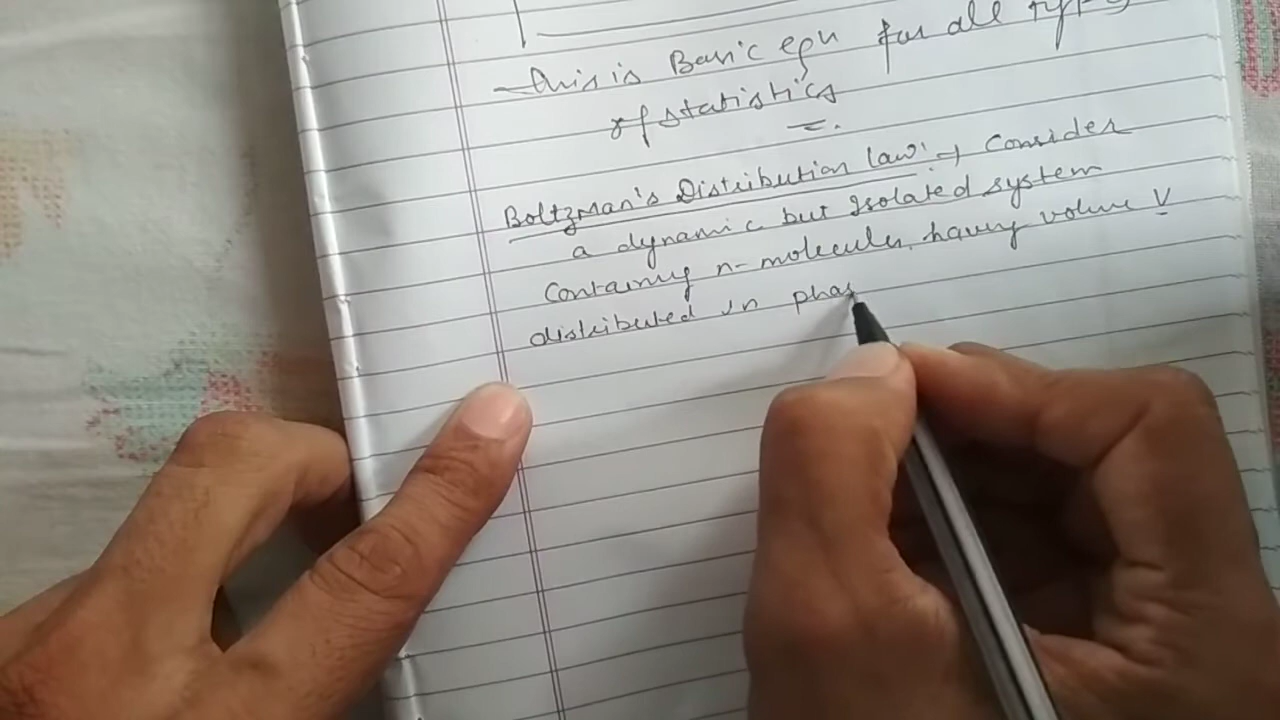 This is Basic eqn for all type
of statistics
Boltzman's Distribution law :→ Consider
a dynamic but Isolated system
Containing n-molecules, having volume V
distributed in phas